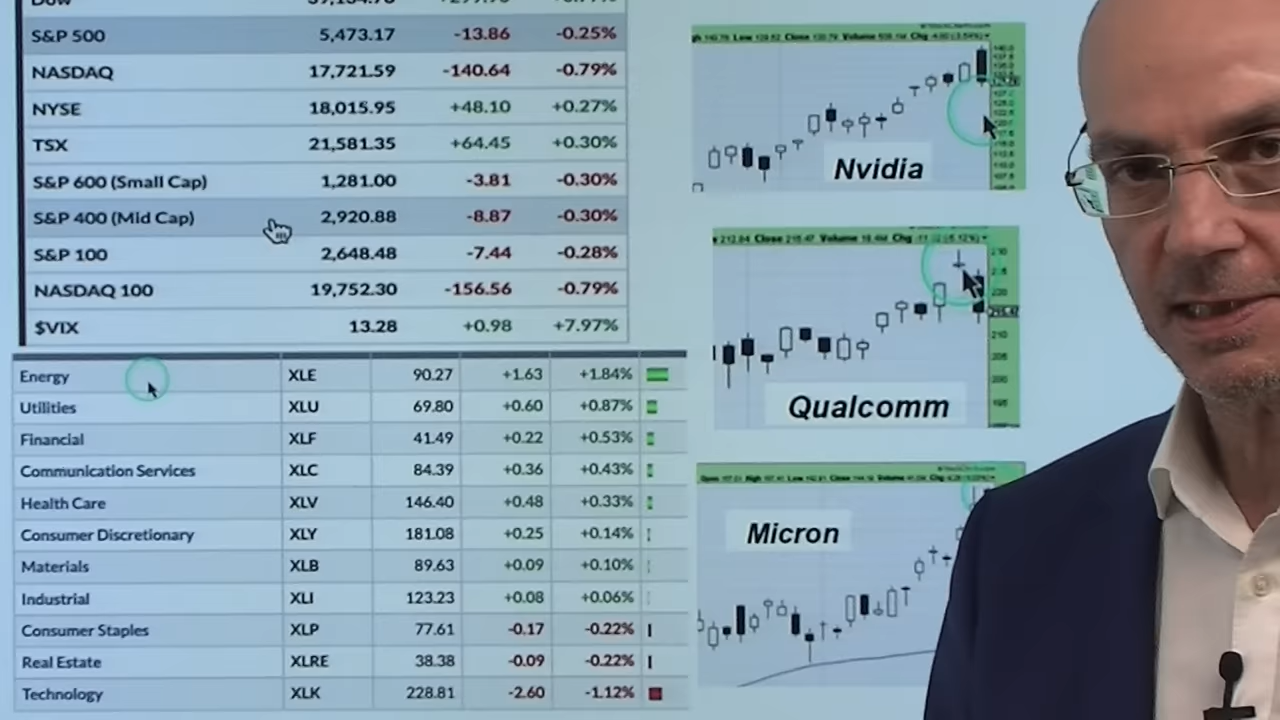 Dow
S&P 500 5,473.17 -13.86 -0.25%
NASDAQ 17,721.59 -140.64 -0.79%
NYSE 18,015.95 +48.10 +0.27%
TSX 21,581.35 +64.45 +0.30%
S&P 600 (Small Cap) 1,281.00 -3.81 -0.30%
S&P 400 (Mid Cap) 2,920.88 -8.87 -0.30%
S&P 100 2,648.48 -7.44 -0.28%
NASDAQ 100 19,752.30 -156.56 -0.79%
$VIX 13.28 +0.98 +7.97%
Energy XLE 90.27 +1.63 +1.84%
Utilities XLU 69.80 +0.60 +0.87%
Financial XLF 41.49 +0.22 +0.53%
Communication Services XLC 84.39 +0.36 +0.43%
Health Care XLV 146.40 +0.48 +0.33%
Consumer Discretionary XLY 181.08 +0.25 +0.14%
Materials XLB 89.63 +0.09 +0.10%
Industrial XLI 123.23 +0.08 +0.06%
Consumer Staples XLP 77.61 -0.17 -0.22%
Real Estate XLRE 38.38 -0.09 -0.22%
Technology XLK 228.81 -2.60 -1.12%
Nvidia
Close 215.47 Volume Chg
Qualcomm
Micron